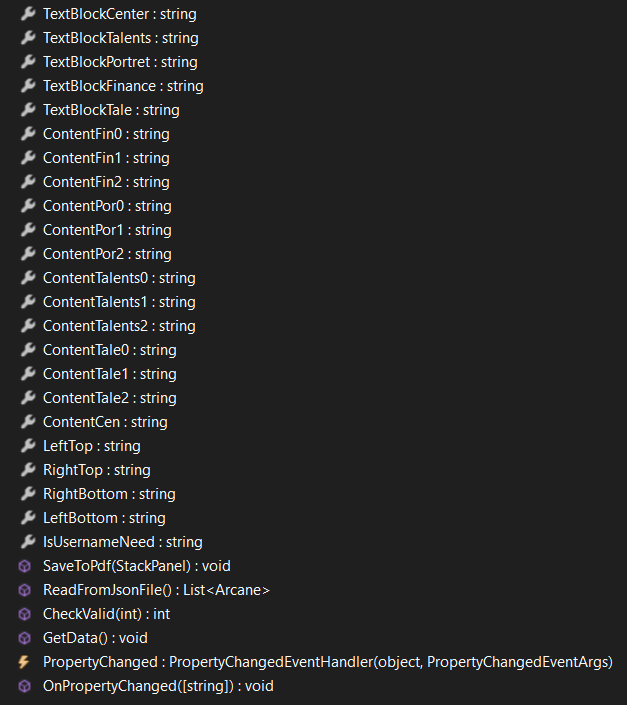 TextBlockCenter : string
TextBlockTalents : string
TextBlockPortret : string
TextBlockFinance : string
TextBlockTale : string
ContentFin0 : string
ContentFin1 : string
ContentFin2 : string
ContentPor0 : string
ContentPor1 : string
ContentPor2 : string
ContentTalents0 : string
ContentTalents1 : string
ContentTalents2 : string
ContentTale0 : string
ContentTale1 : string
ContentTale2 : string
ContentCen : string
LeftTop : string
RightTop : string
RightBottom : string
LeftBottom : string
IsUsernameNeed : string
SaveToPdf(StackPanel) : void
ReadFromJsonFile() : List<Arcane>
CheckValid(int) : int
GetData() : void
PropertyChanged : PropertyChangedEventHandler(object, PropertyChangedEventArgs)
OnPropertyChanged([string]) : void